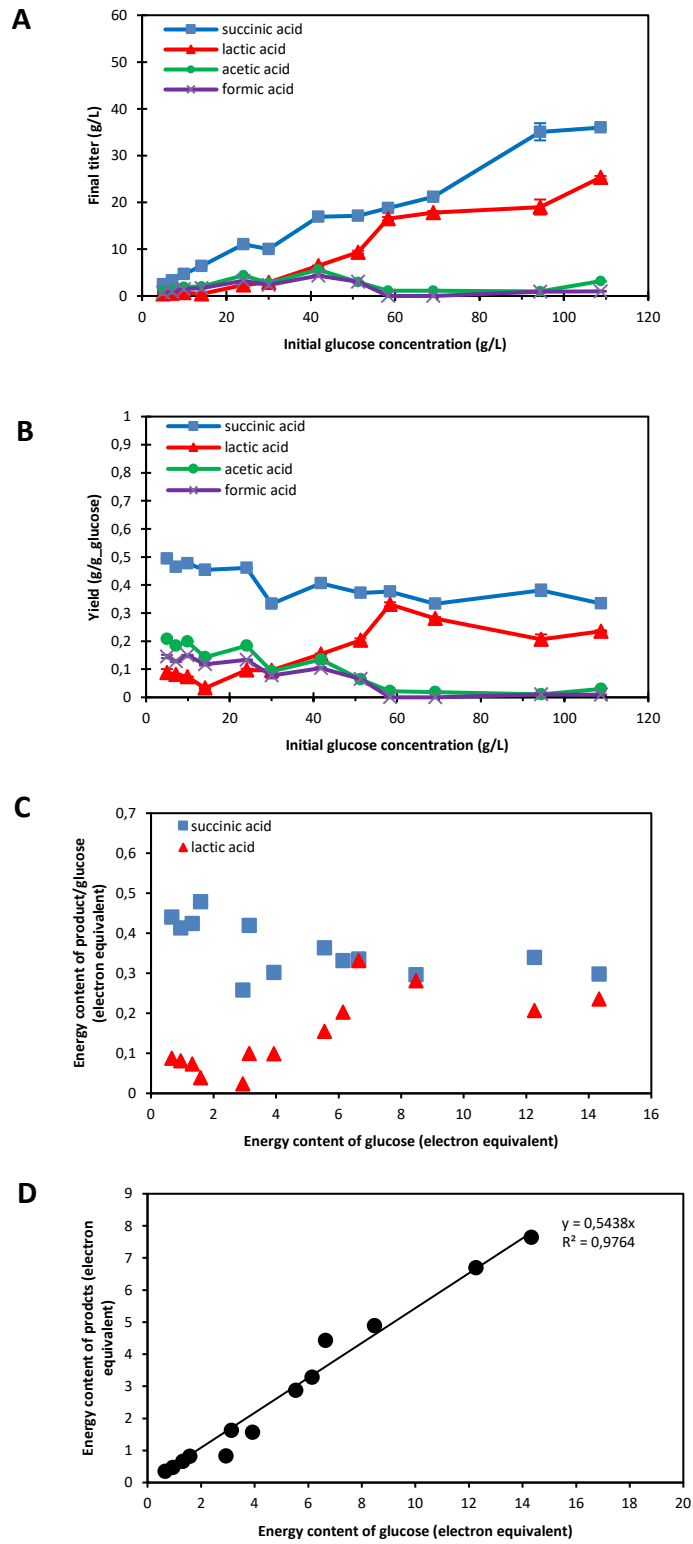 A
60
50
40
30
20
10
0
Final titer (g/L)
succinic acid
lactic acid
acetic acid
formic acid
0 20 40 60 80 100 120
Initial glucose concentration (g/L)
B
1
0,9
0,8
0,7
0,6
0,5
0,4
0,3
0,2
0,1
0
Yield (g/g_glucose)
succinic acid
lactic acid
acetic acid
formic acid
0 20 40 60 80 100 120
Initial glucose concentration (g/L)
C
0,7
0,6
0,5
0,4
0,3
0,2
0,1
0
Energy content of product/glucose
(electron equivalent)
succinic acid
lactic acid
0 2 4 6 8 10 12 14 16
Energy content of glucose (electron equivalent)
D
9
8
7
6
5
4
3
2
1
0
Energy content of prodcts (electron
equivalent)
y = 0,5438x
R² = 0,9764
0 2 4 6 8 10 12 14 16 18 20
Energy content of glucose (electron equivalent)